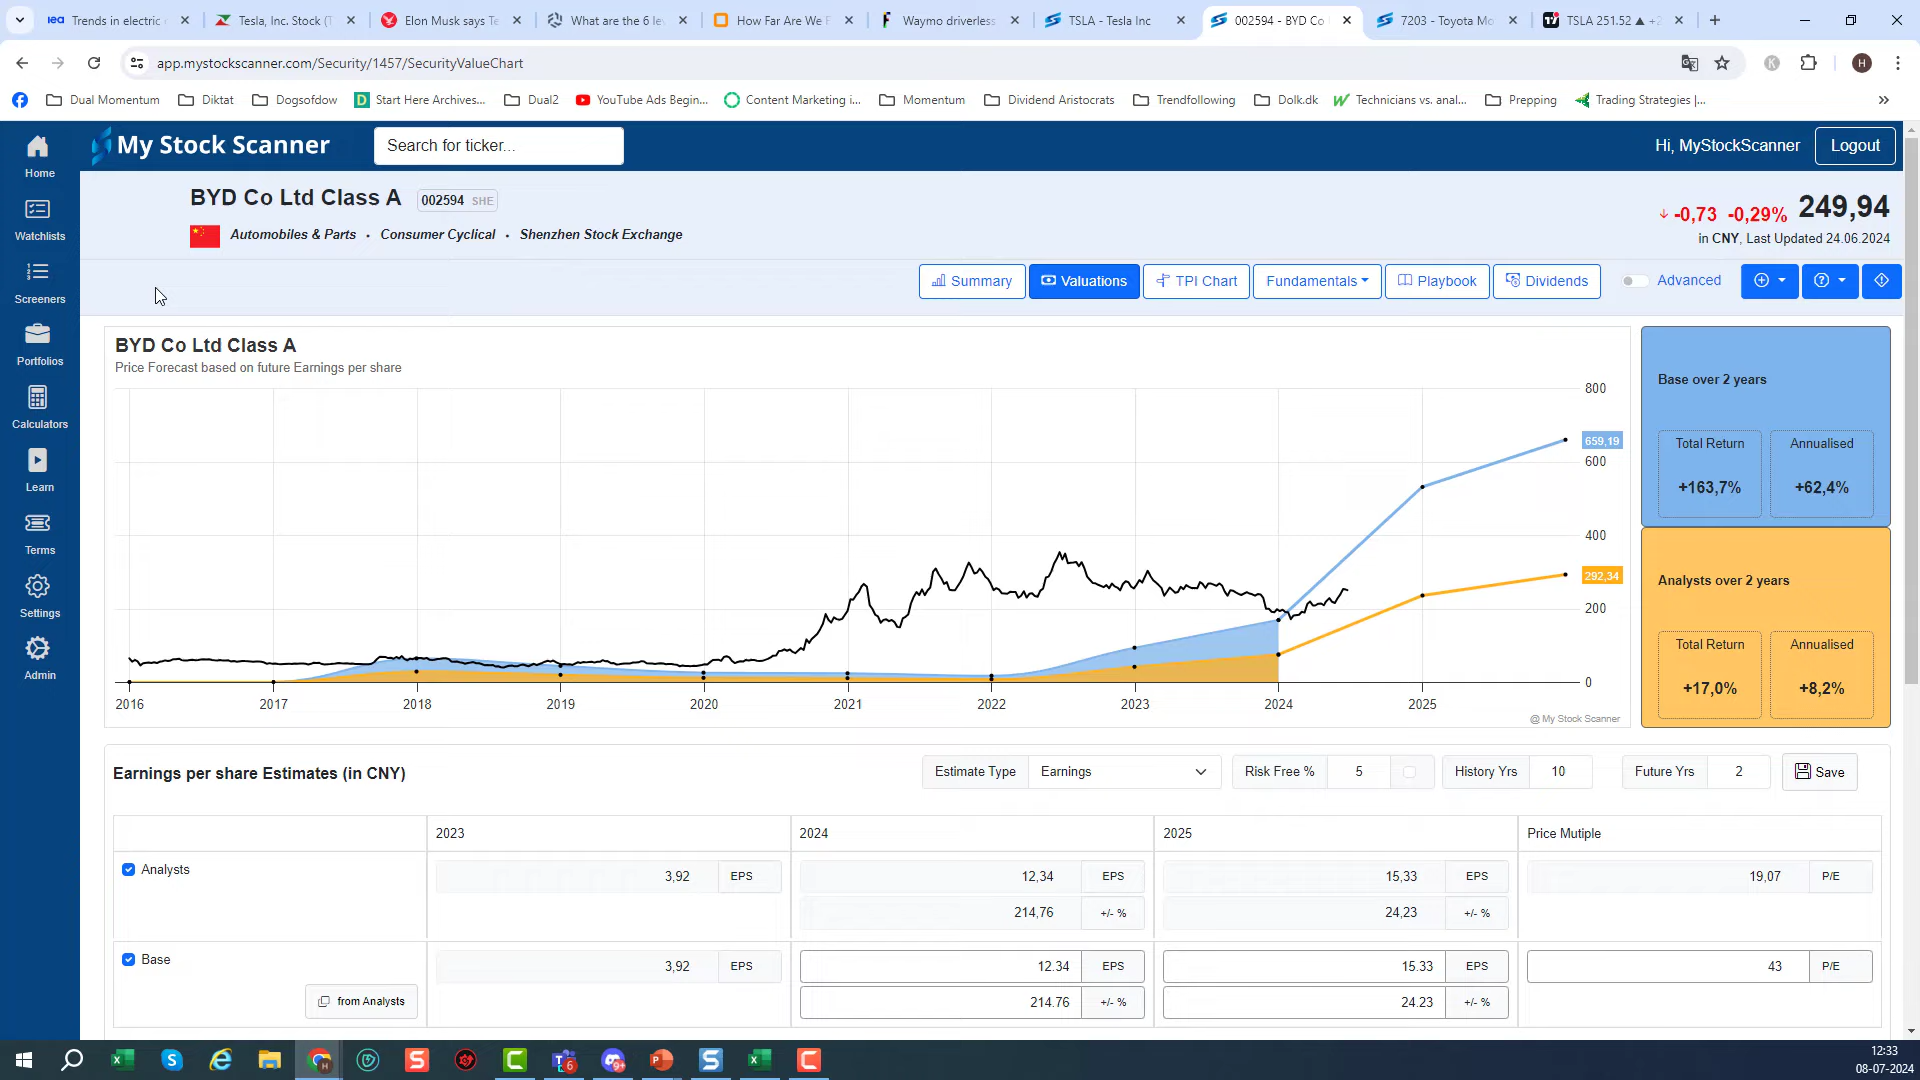 Trends in electric c
Tesla, Inc. Stock (T
Elon Musk says Te
What are the 6 lev
How Far Are We F
Waymo driverless
TSLA - Tesla Inc
002594 - BYD Co
7203 - Toyota Mo
TSLA 251.52 ▲ +2
app.mystockscanner.com/Security/1457/SecurityValueChart
H
Dual Momentum
Diktat
Dogsofdow
Start Here Archives...
Dual2
YouTube Ads Begin...
Content Marketing i...
Momentum
Dividend Aristocrats
Trendfollowing
Dolk.dk
Technicians vs. anal...
Prepping
Trading Strategies |...
»
My Stock Scanner
Search for ticker...
Hi, MyStockScanner
Logout
Home
Watchlists
Screeners
Portfolios
Calculators
Learn
Terms
Settings
Admin
BYD Co Ltd Class A
002594 SHE
Automobiles & Parts • Consumer Cyclical • Shenzhen Stock Exchange
-0,73 -0,29% 249,94
in CNY, Last Updated 24.06.2024
Summary
Valuations
TPI Chart
Fundamentals
Playbook
Dividends
Advanced
BYD Co Ltd Class A
Price Forecast based on future Earnings per share
800
659,19
600
400
292,34
200
0
2016
2017
2018
2019
2020
2021
2022
2023
2024
2025
@ My Stock Scanner
Base over 2 years
Total Return
Annualised
+163,7%
+62,4%
Analysts over 2 years
Total Return
Annualised
+17,0%
+8,2%
Earnings per share Estimates (in CNY)
Estimate Type
Earnings
Risk Free %
5
History Yrs
10
Future Yrs
2
Save
2023
2024
2025
Price Mutiple
Analysts
3,92 EPS
12,34 EPS
15,33 EPS
19,07 P/E
214,76 +/- %
24,23 +/- %
Base
3,92 EPS
12.34 EPS
15.33 EPS
43 P/E
from Analysts
214.76 +/- %
24.23 +/- %
12:33
08-07-2024